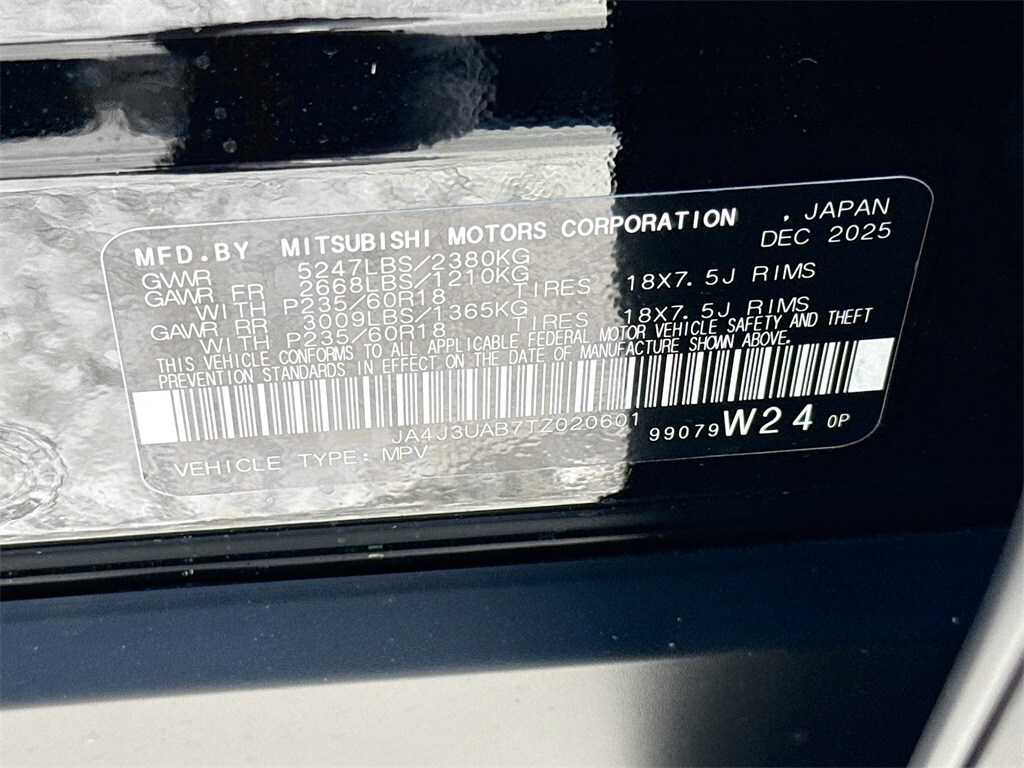 MFD.BY MITSUBISHI MOTORS CORPORATION . JAPAN
DEC 2025
GVWR 5247LBS/2380KG
GAWR FR 2668LBS/1210KG
WITH P235/60R18 TIRES 18X7.5J RIMS
GAWR RR 3009LBS/1365KG
WITH P235/60R18 TIRES 18X7.5J RIMS
THIS VEHICLE CONFORMS TO ALL APPLICABLE FEDERAL MOTOR VEHICLE SAFETY AND THEFT
PREVENTION STANDARDS IN EFFECT ON THE DATE OF MANUFACTURE SHOWN ABOVE.
JA4J3UAB7TZ020601
99079 W24 0P
VEHICLE TYPE: MPV